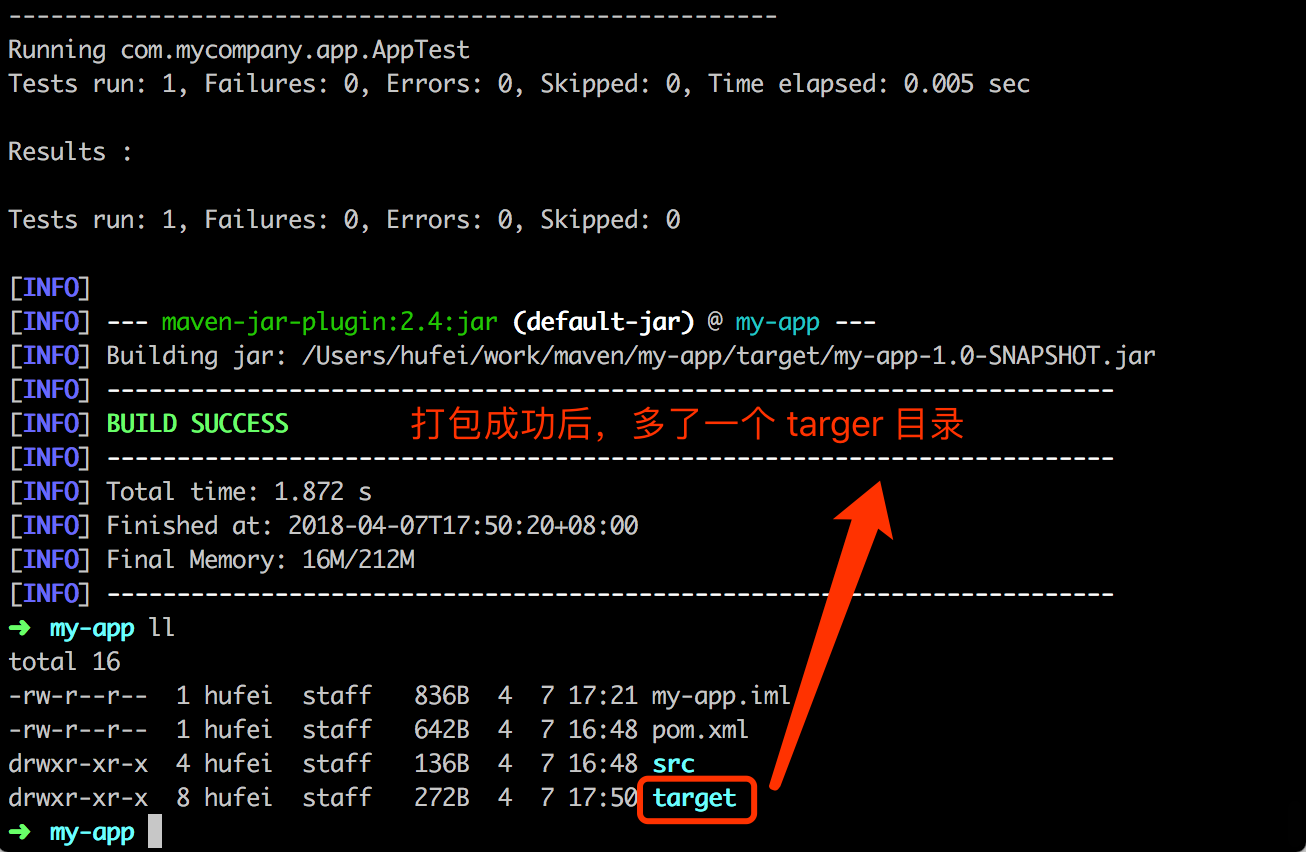 -------------------------------------------------------
Running com.mycompany.app.AppTest
Tests run: 1, Failures: 0, Errors: 0, Skipped: 0, Time elapsed: 0.005 sec
Results :
Tests run: 1, Failures: 0, Errors: 0, Skipped: 0
[INFO]
[INFO] --- maven-jar-plugin:2.4:jar (default-jar) @ my-app ---
[INFO] Building jar: /Users/hufei/work/maven/my-app/target/my-app-1.0-SNAPSHOT.jar
[INFO] ------------------------------------------------------------------------
[INFO] BUILD SUCCESS 打包成功后，多了一个 targer 目录
[INFO] ------------------------------------------------------------------------
[INFO] Total time: 1.872 s
[INFO] Finished at: 2018-04-07T17:50:20+08:00
[INFO] Final Memory: 16M/212M
[INFO] ------------------------------------------------------------------------
➜ my-app ll
total 16
-rw-r--r-- 1 hufei staff 836B 4 7 17:21 my-app.iml
-rw-r--r-- 1 hufei staff 642B 4 7 16:48 pom.xml
drwxr-xr-x 4 hufei staff 136B 4 7 16:48 src
drwxr-xr-x 8 hufei staff 272B 4 7 17:50 target
➜ my-app